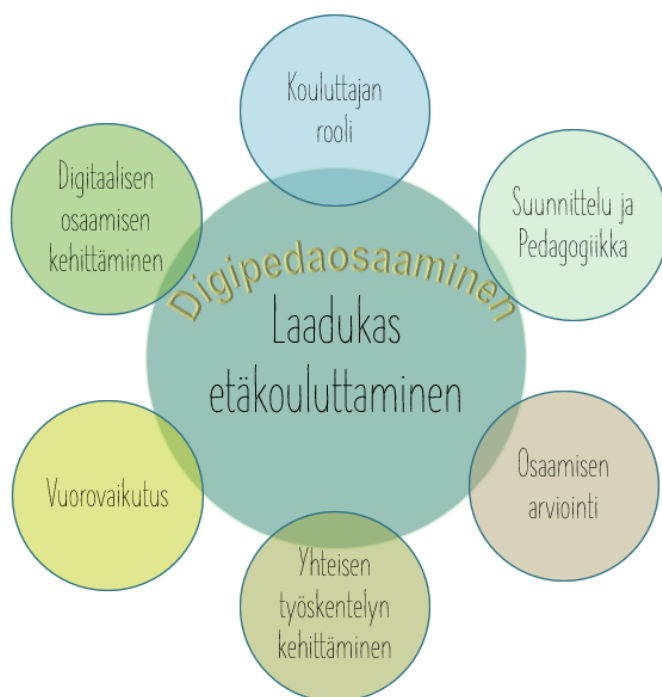 Kouluttajan
rooli
Suunnittelu ja
Pedagogiikka
Osaamisen
arviointi
Yhteisen
työskentelyn
kehittäminen
Vuorovaikutus
Digitaalisen
osaamisen
kehittäminen
Digipedaosaaminen
Laadukas
etäkouluttaminen